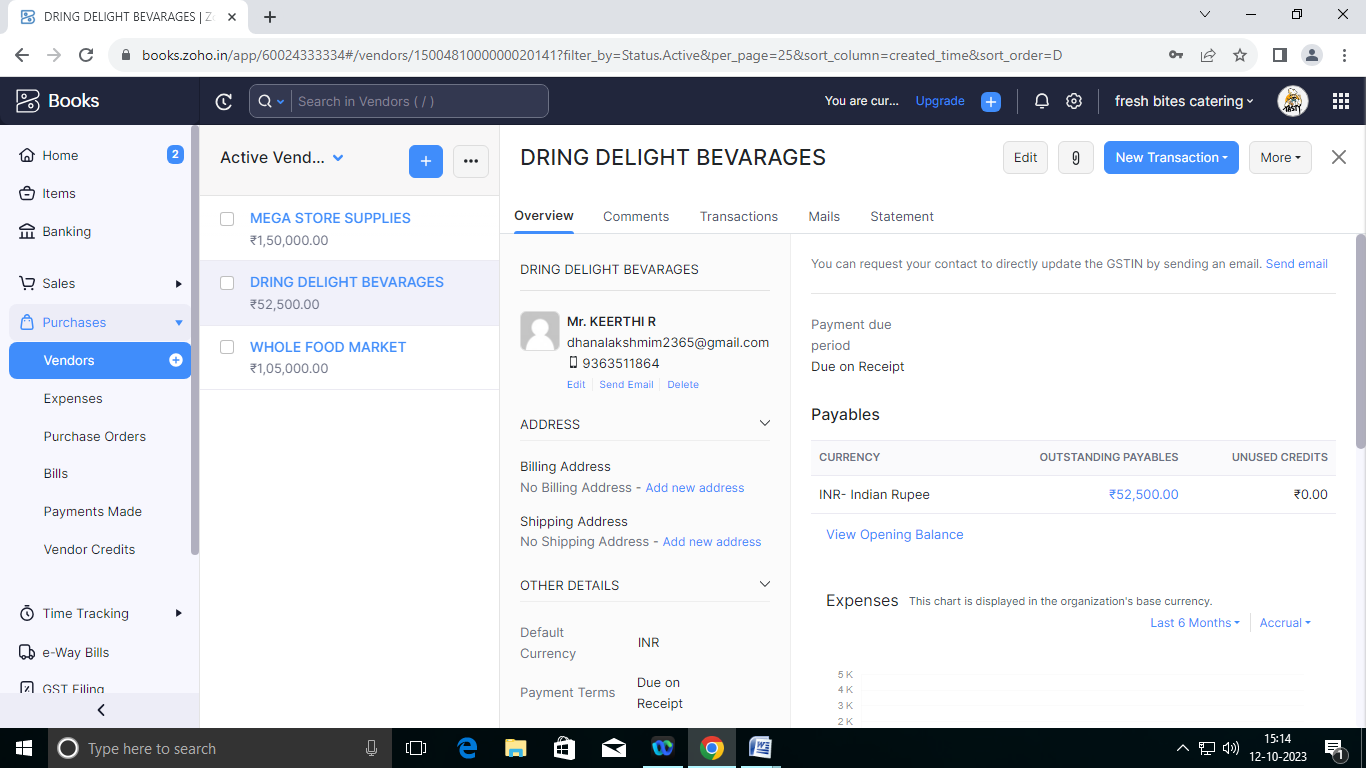 DRING DELIGHT BEVARAGES | Zo
books.zoho.in/app/60024333334#/vendors/1500481000000020141?filter_by=Status.Active&per_page=25&sort_column=created_time&sort_order=D
Books
Search in Vendors ( / )
You are cur...
Upgrade
fresh bites catering
TASTY
Home
2
Items
Banking
Sales
Purchases
Vendors
Expenses
Purchase Orders
Bills
Payments Made
Vendor Credits
Time Tracking
e-Way Bills
GST Filing
Active Vend...
MEGA STORE SUPPLIES
₹1,50,000.00
DRING DELIGHT BEVARAGES
₹52,500.00
WHOLE FOOD MARKET
₹1,05,000.00
DRING DELIGHT BEVARAGES
Edit
New Transaction
More
Overview
Comments
Transactions
Mails
Statement
DRING DELIGHT BEVARAGES
Mr. KEERTHI R
dhanalakshmim2365@gmail.com
9363511864
Edit
Send Email
Delete
ADDRESS
Billing Address
No Billing Address - Add new address
Shipping Address
No Shipping Address - Add new address
OTHER DETAILS
Default
Currency
INR
Payment Terms
Due on
Receipt
You can request your contact to directly update the GSTIN by sending an email. Send email
Payment due
period
Due on Receipt
Payables
CURRENCY OUTSTANDING PAYABLES UNUSED CREDITS
INR- Indian Rupee ₹52,500.00 ₹0.00
View Opening Balance
Expenses This chart is displayed in the organization's base currency.
Last 6 Months
Accrual
5 K
4 K
3 K
2 K
Type here to search
15:14
12-10-2023
1